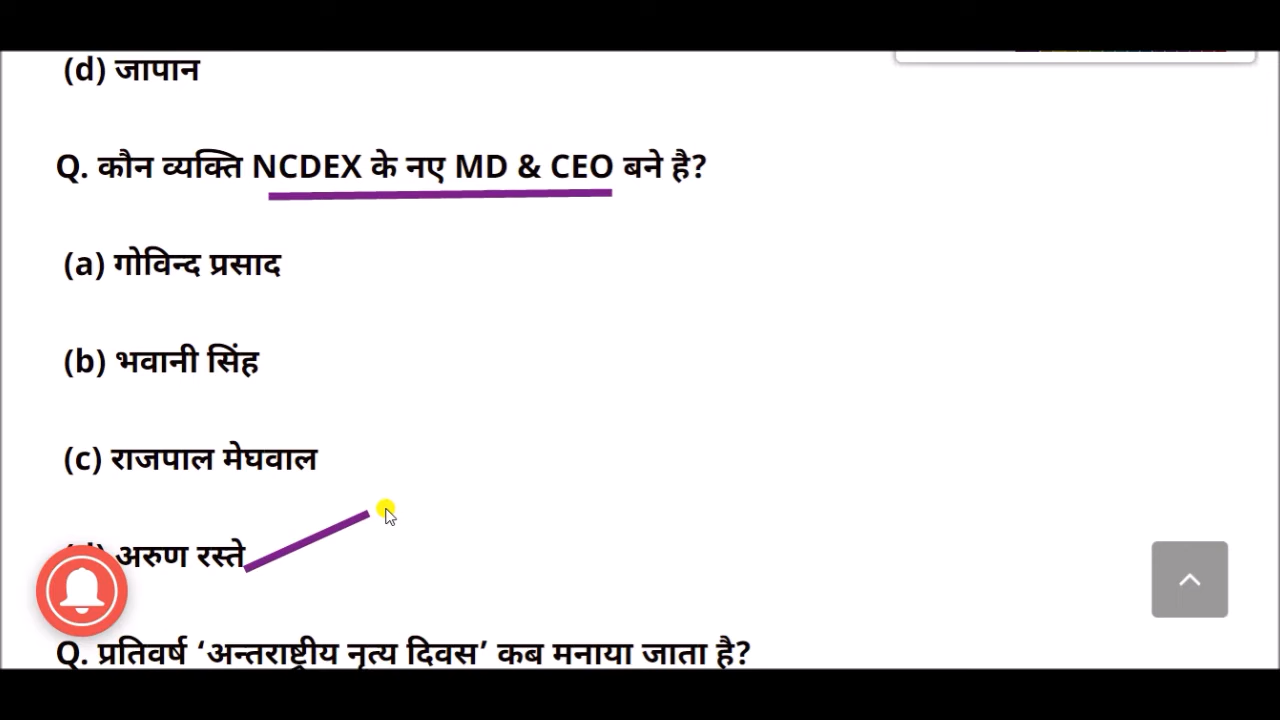 (d) जापान
Q. कौन व्यक्ति NCDEX के नए MD & CEO बने है?
(a) गोविन्द प्रसाद
(b) भवानी सिंह
(c) राजपाल मेघवाल
(d) अरुण रस्ते
Q. प्रतिवर्ष ‘अन्तराष्ट्रीय नृत्य दिवस’ कब मनाया जाता है?